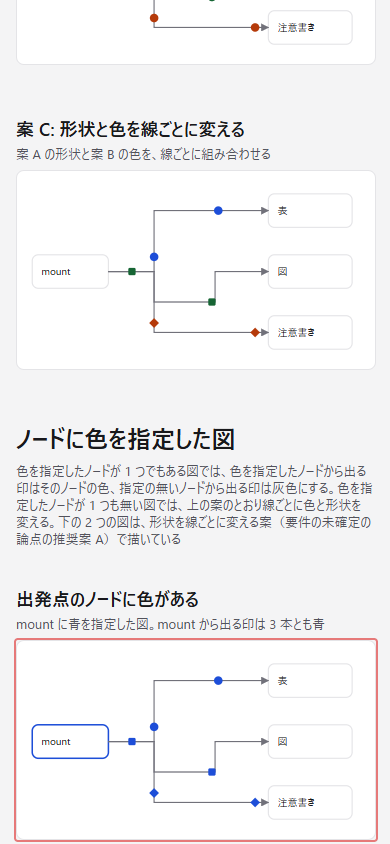 注意書き
案 C: 形状と色を線ごとに変える
案 A の形状と案 B の色を、線ごとに組み合わせる
表
mount
図
注意書き
ノードに色を指定した図
色を指定したノードが 1 つでもある図では、色を指定したノードから出る
印はそのノードの色、指定の無いノードから出る印は灰色にする。色を指
定したノードが 1 つも無い図では、上の案のとおり線ごとに色と形状を
変える。下の 2 つの図は、形状を線ごとに変える案（要件の未確定の
論点の推奨案 A）で描いている
出発点のノードに色がある
mount に青を指定した図。mount から出る印は 3 本とも青
表
mount
図
注意書き